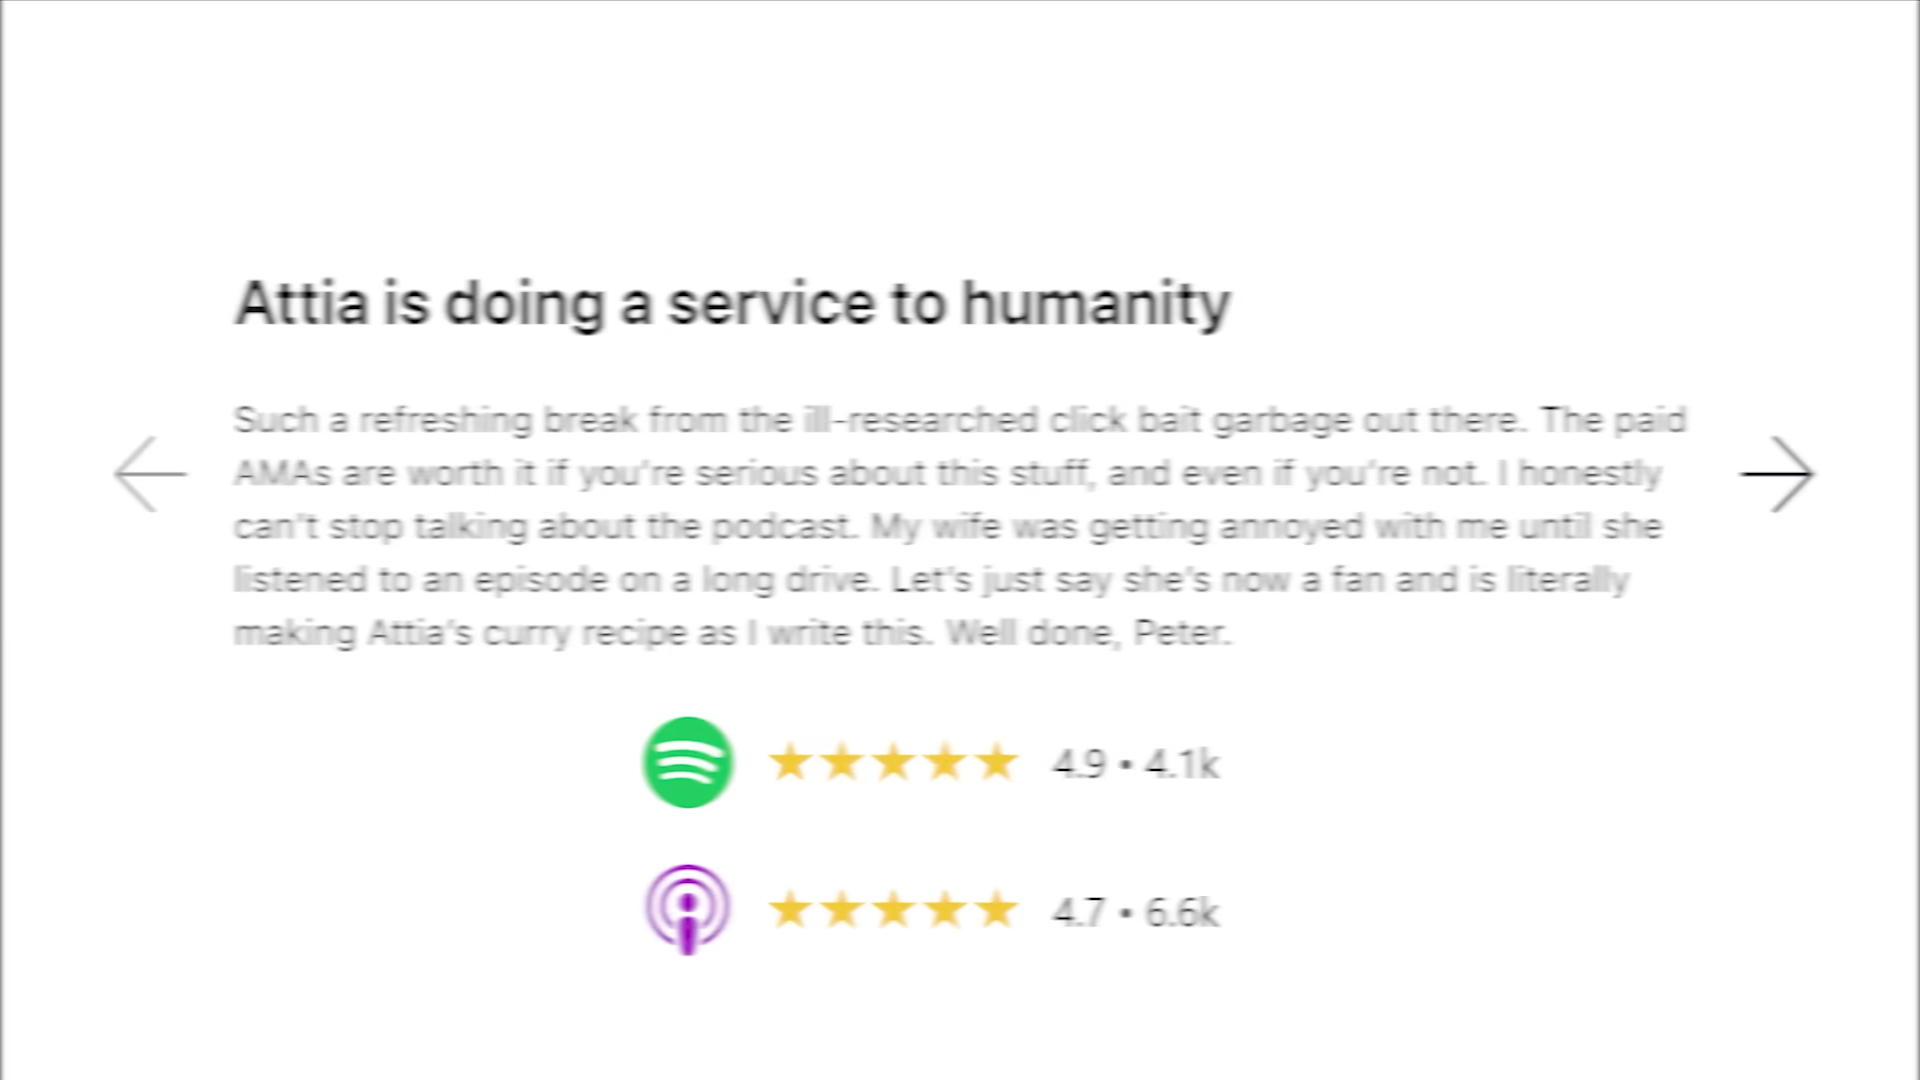 Attia is doing a service to humanity
Such a refreshing break from the ill-researched click bait garbage out there. The paid
AMAs are worth it if you're serious about this stuff, and even if you're not. I honestly
can't stop talking about the podcast. My wife was getting annoyed with me until she
listened to an episode on a long drive. Let's just say she's now a fan and is literally
making Attia's curry recipe as I write this. Well done, Peter.
4.9 • 4.1k
4.7 • 6.6k